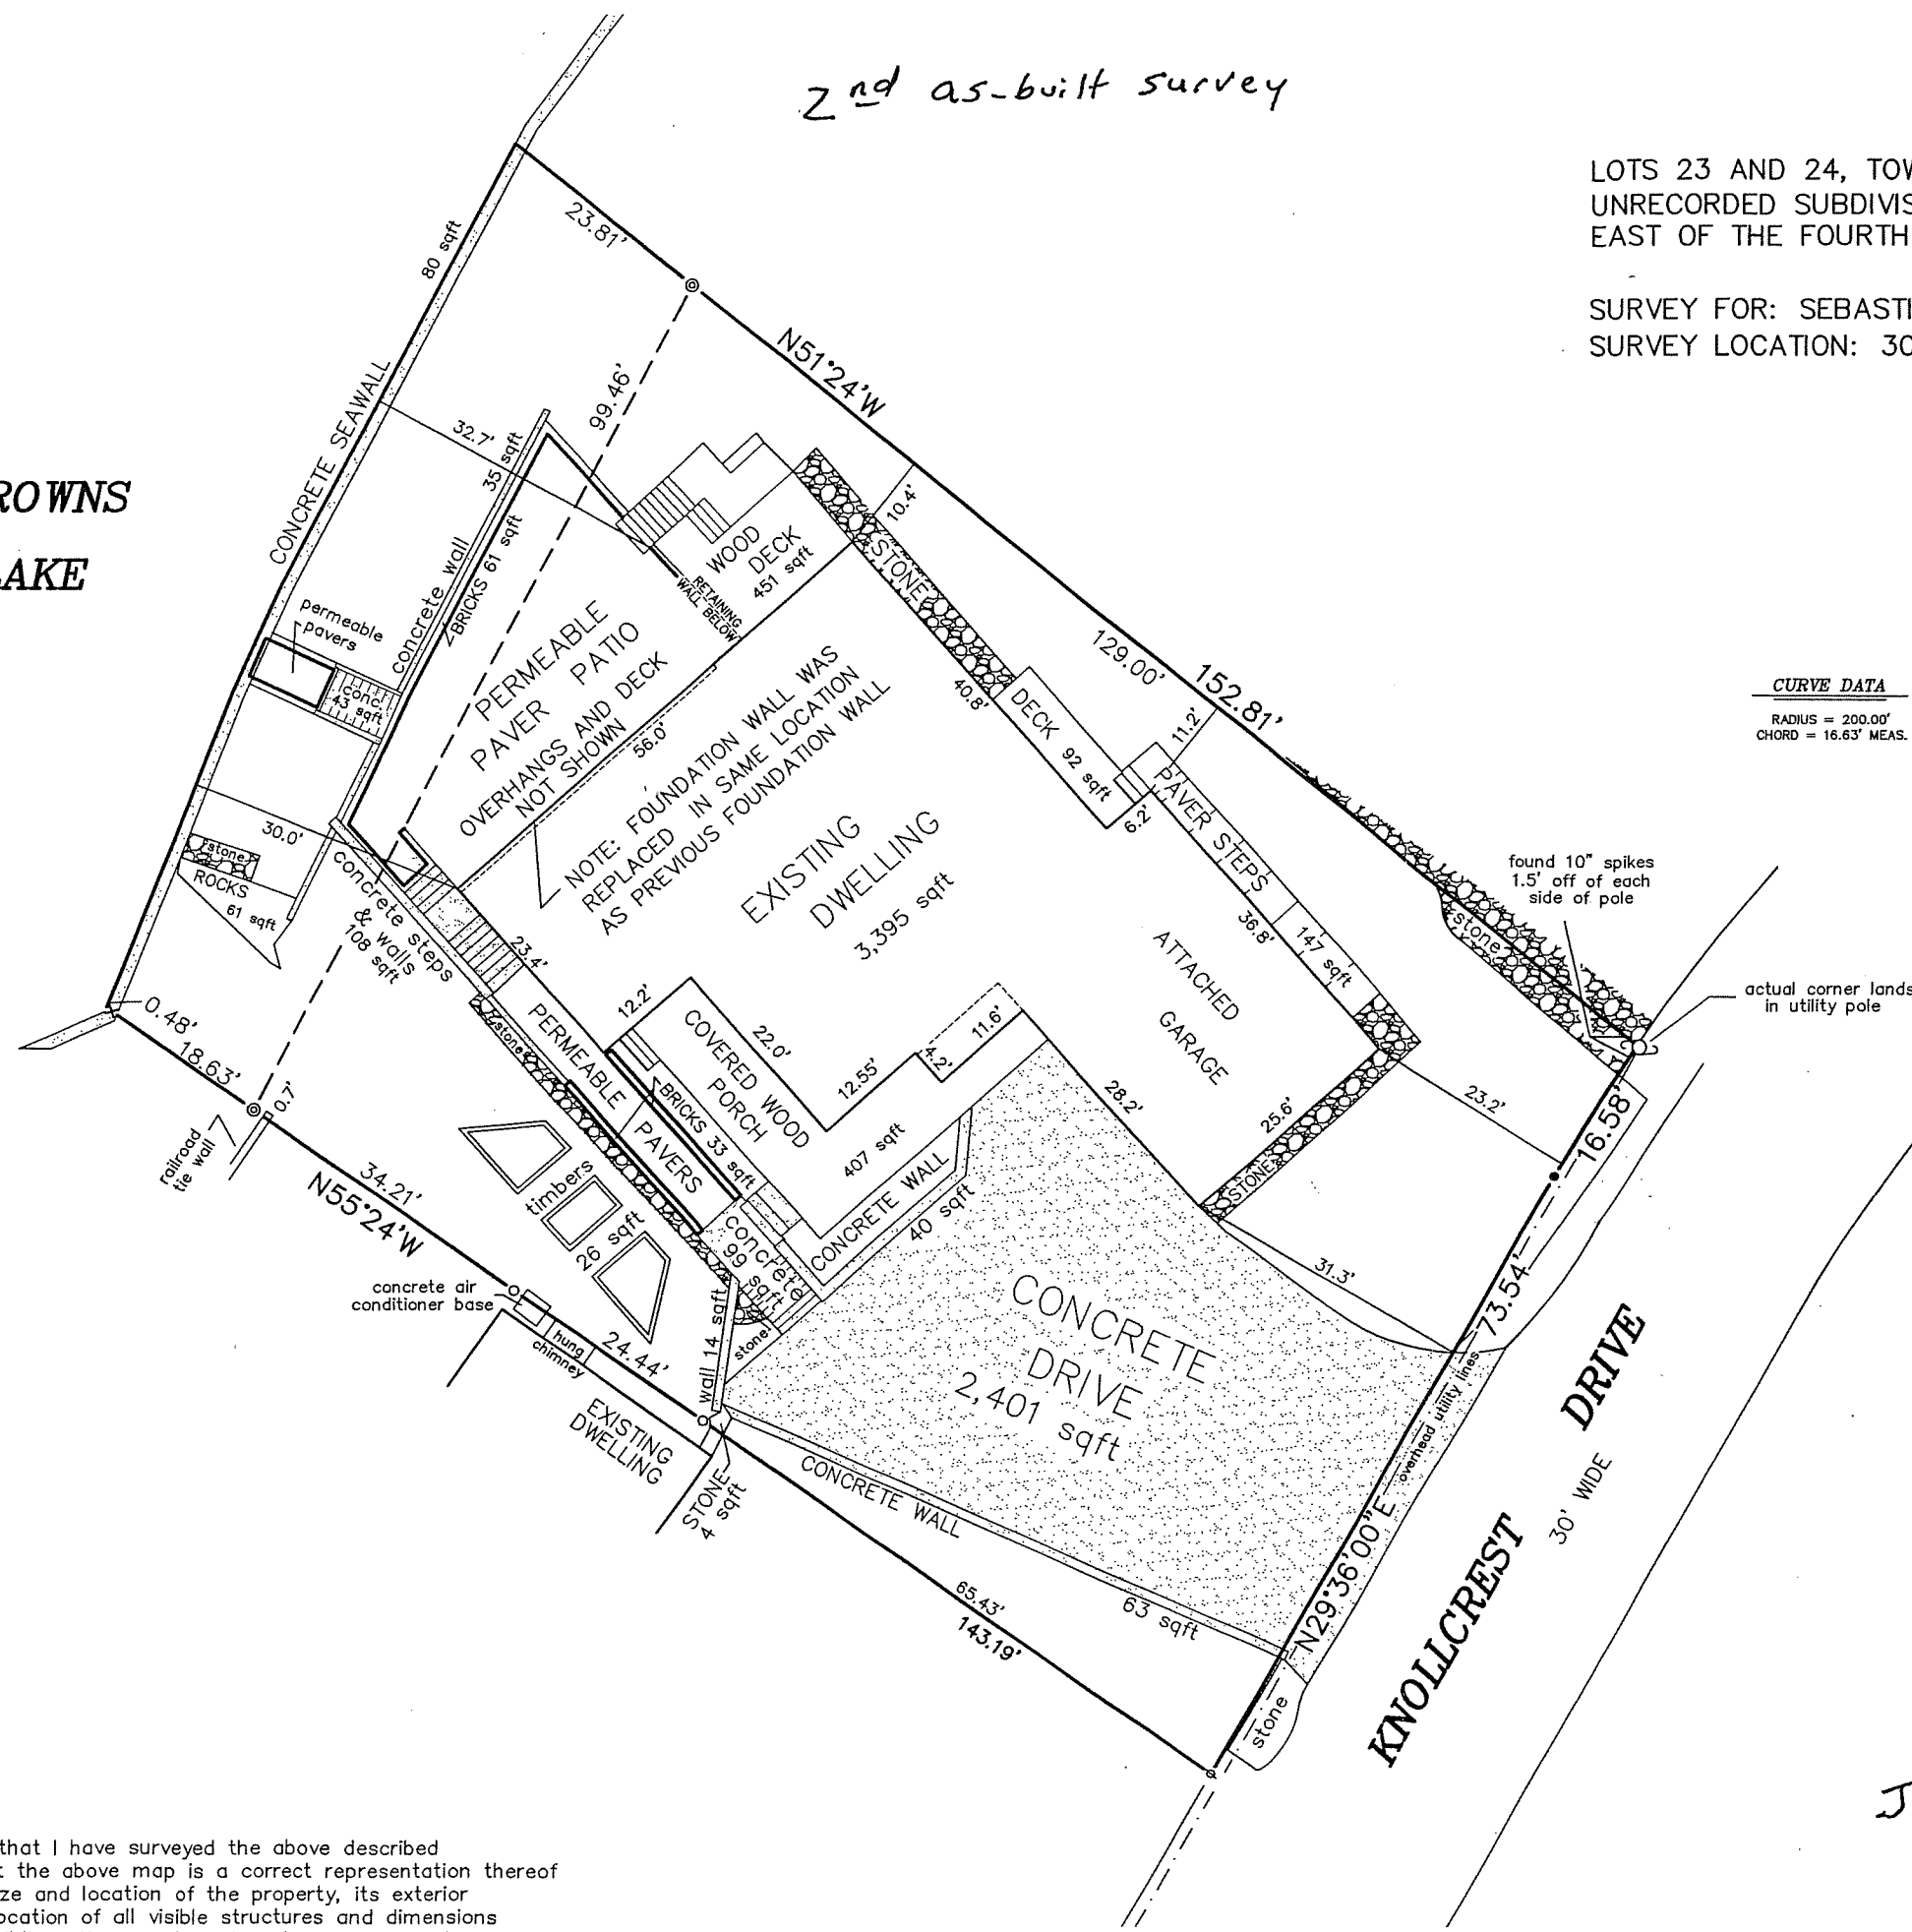 2nd as-built survey
LOTS 23 AND 24, TOW
UNRECORDED SUBDIVIS
EAST OF THE FOURTH
SURVEY FOR: SEBASTI
SURVEY LOCATION: 30
ROWNS
LAKE
CURVE DATA
RADIUS = 200.00'
CHORD = 16.63' MEAS.
23.81'
80 sqft
CONCRETE SEAWALL
N51°24'W
99.46'
32.7'
35 sqft
concrete wall
BRICKS 61 sqft
10.4'
WOOD
DECK
451 sqft
RETAINING
WALL BELOW
STONE
129.00'
152.81'
permeable
pavers
conc.
43 sqft
PERMEABLE
PAVER PATIO
OVERHANGS AND DECK
NOT SHOWN
56.0'
NOTE: FOUNDATION WALL WAS
REPLACED IN SAME LOCATION
AS PREVIOUS FOUNDATION WALL
40.8'
DECK 92 sqft
11.2'
6.2'
PAVER STEPS
147 sqft
36.8'
EXISTING
DWELLING
3,395 sqft
ATTACHED
GARAGE
found 10" spikes
1.5' off of each
side of pole
stone
actual corner lands
in utility pole
30.0'
stone
ROCKS
61 sqft
concrete steps
& walls
108 sqft
23.4'
0.48'
18.63'
0.7'
railroad
tie wall
34.21'
N55°24'W
stone
PERMEABLE
PAVERS
BRICKS 33 sqft
12.2'
22.0'
COVERED WOOD
PORCH
12.55'
4.2'
11.6'
407 sqft
CONCRETE WALL
40 sqft
28.2'
25.6'
STONE
23.2'
16.58'
31.3'
73.54'
timbers
26 sqft
concrete
99 sqft
wall 14 sqft
stone
concrete air
conditioner base
hung
chimney
24.44'
EXISTING
DWELLING
STONE
4 sqft
CONCRETE
DRIVE
2,401 sqft
CONCRETE WALL
63 sqft
65.43'
143.19'
overhead utility lines
N29°36'00"E
stone
KNOLLCREST DRIVE
30' WIDE
J
that I have surveyed the above described
the above map is a correct representation thereof
ze and location of the property, its exterior
ocation of all visible structures and dimensions